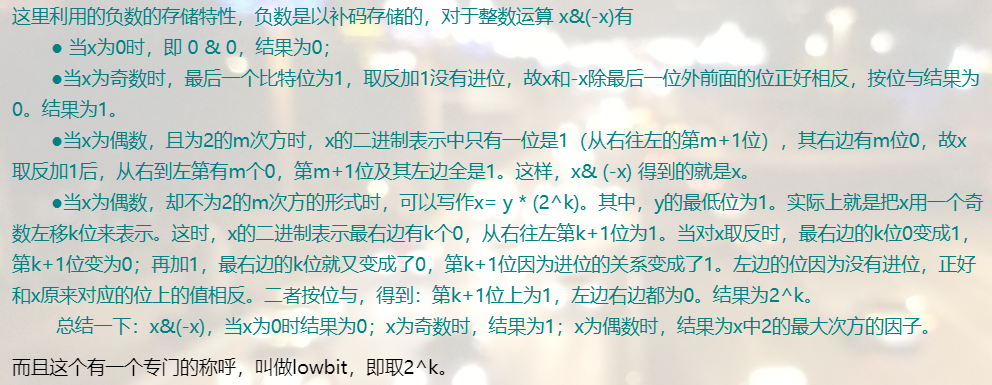 这里利用的负数的存储特性，负数是以补码存储的，对于整数运算 x&(-x)有
● 当x为0时，即 0 & 0，结果为0；
●当x为奇数时，最后一个比特位为1，取反加1没有进位，故x和-x除最后一位外前面的位正好相反，按位与结果为
0。结果为1。
●当x为偶数，且为2的m次方时，x的二进制表示中只有一位是1（从右往左的第m+1位），其右边有m位0，故x
取反加1后，从右到左第有m个0，第m+1位及其左边全是1。这样，x& (-x) 得到的就是x。
●当x为偶数，却不为2的m次方的形式时，可以写作x= y * (2^k)。其中，y的最低位为1。实际上就是把x用一个奇
数左移k位来表示。这时，x的二进制表示最右边有k个0，从右往左第k+1位为1。当对x取反时，最右边的k位0变成1，
第k+1位变为0；再加1，最右边的k位就又变成了0，第k+1位因为进位的关系变成了1。左边的位因为没有进位，正好
和x原来对应的位上的值相反。二者按位与，得到：第k+1位上为1，左边右边都为0。结果为2^k。
总结一下：x&(-x)，当x为0时结果为0；x为奇数时，结果为1；x为偶数时，结果为x中2的最大次方的因子。
而且这个有一个专门的称呼，叫做lowbit，即取2^k。